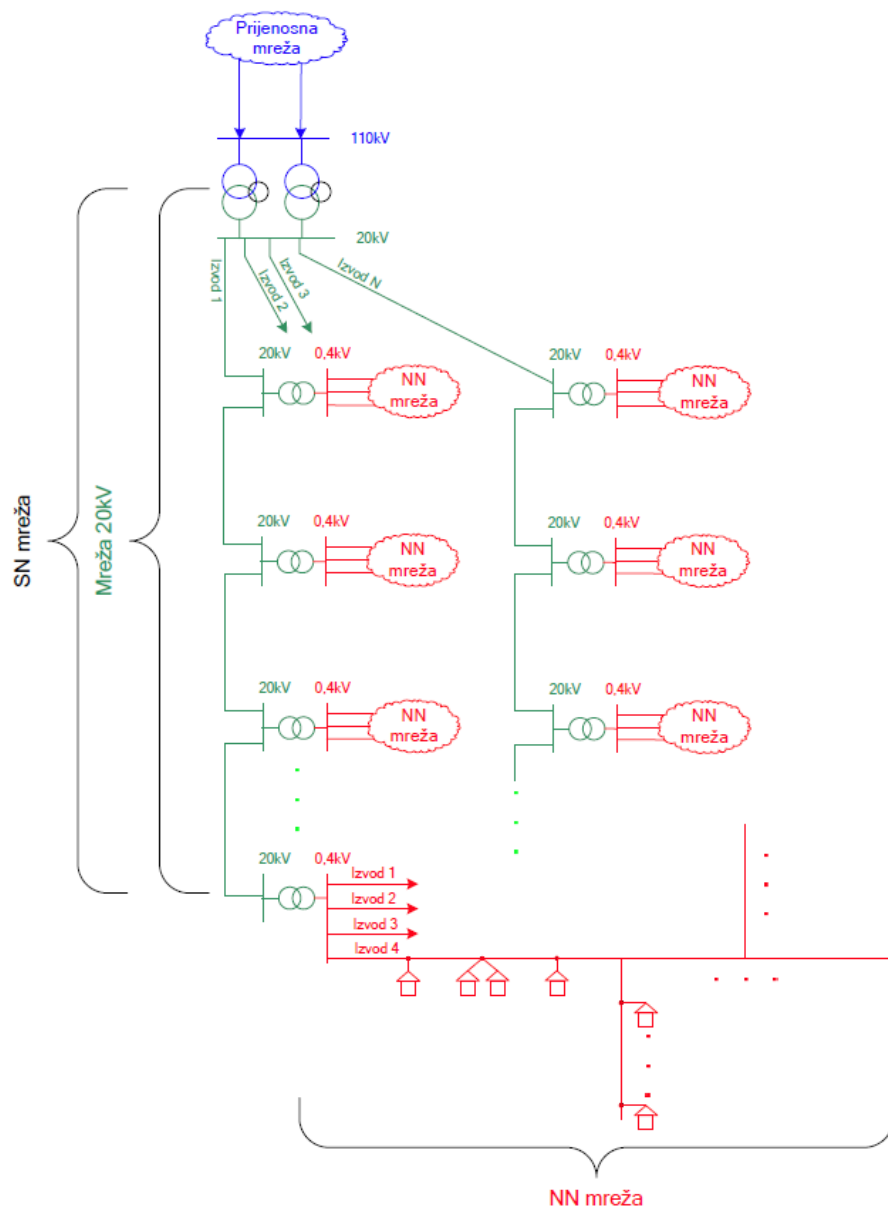 Prijenosna
mreža
110kV
20kV
Izvod 1
Izvod 2
Izvod 3
Izvod N
20kV
0,4kV
NN
mreža
20kV
0,4kV
NN
mreža
SN mreža
Mreža 20kV
20kV
0,4kV
NN
mreža
20kV
0,4kV
NN
mreža
20kV
0,4kV
NN
mreža
20kV
0,4kV
NN
mreža
20kV
0,4kV
Izvod 1
Izvod 2
Izvod 3
Izvod 4
NN mreža